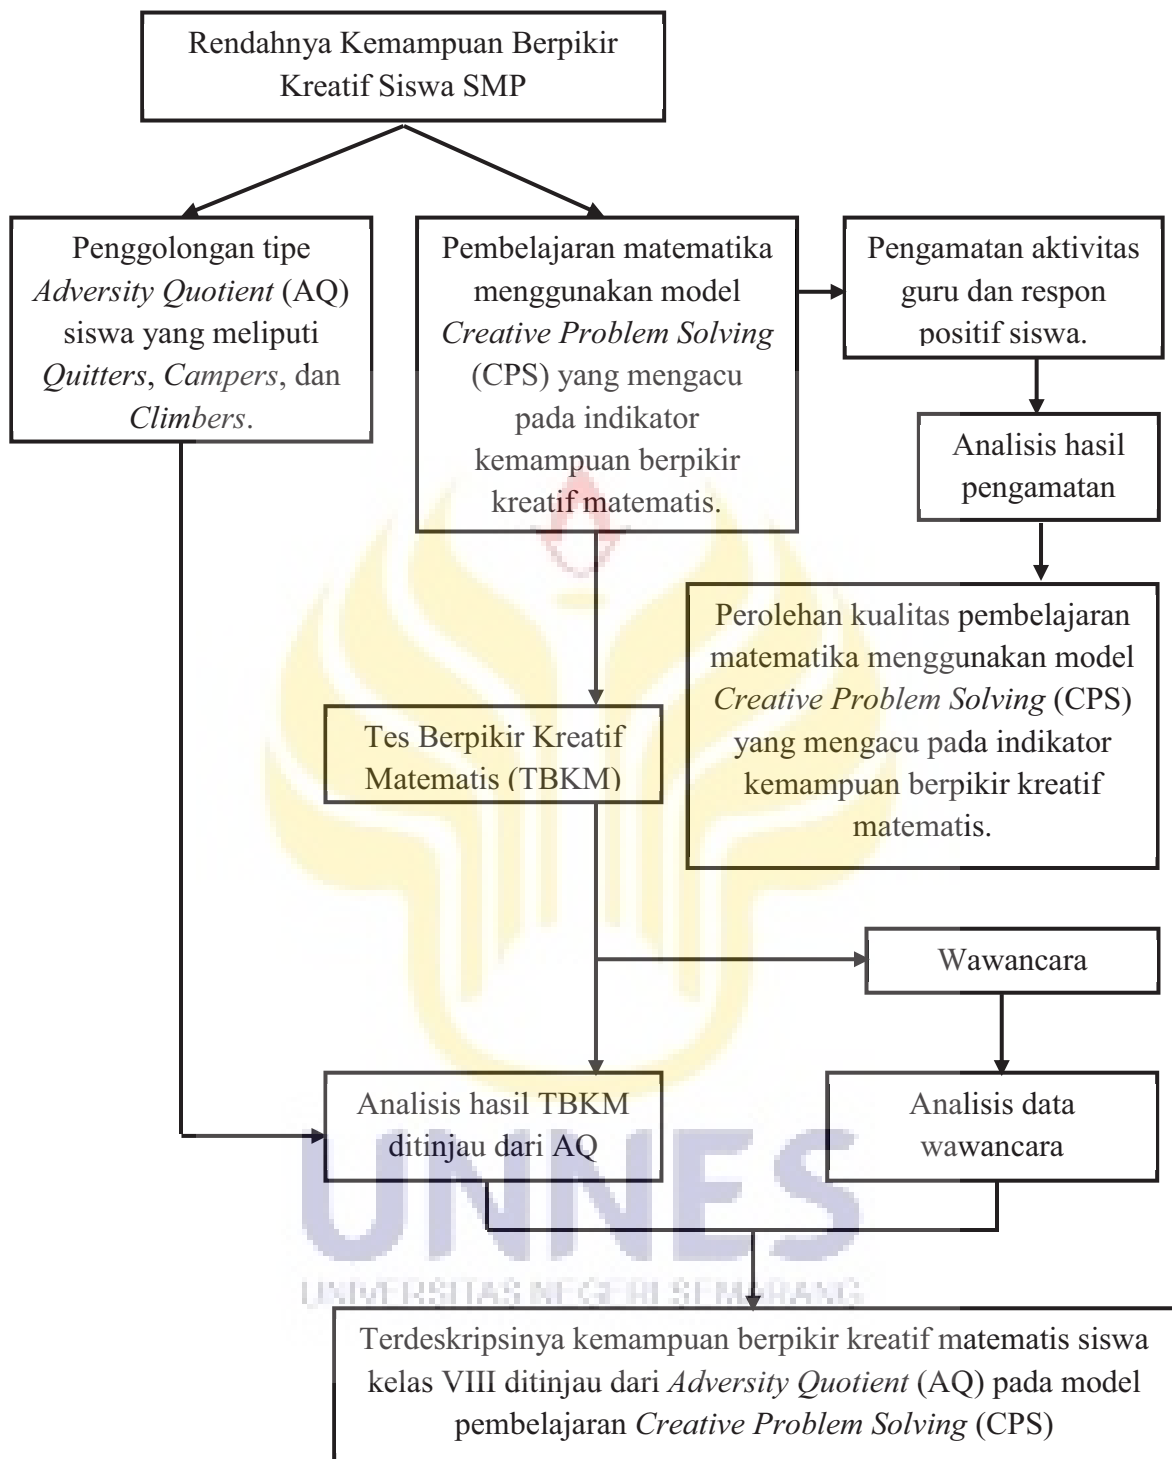 Rendahnya Kemampuan Berpikir
Kreatif Siswa SMP
Penggolongan tipe
Adversity Quotient (AQ)
siswa yang meliputi
Quitters, Campers, dan
Climbers.
Pembelajaran matematika
menggunakan model
Creative Problem Solving
(CPS) yang mengacu
pada indikator
kemampuan berpikir
kreatif matematis.
Pengamatan aktivitas
guru dan respon
positif siswa.
Analisis hasil
pengamatan
Perolehan kualitas pembelajaran
matematika menggunakan model
Creative Problem Solving (CPS)
yang mengacu pada indikator
kemampuan berpikir kreatif
matematis.
Tes Berpikir Kreatif
Matematis (TBKM)
Wawancara
Analisis hasil TBKM
ditinjau dari AQ
Analisis data
wawancara
UNNES
UNIVERSITAS NEGERI SEMARANG
Terdeskripsinya kemampuan berpikir kreatif matematis siswa
kelas VIII ditinjau dari Adversity Quotient (AQ) pada model
pembelajaran Creative Problem Solving (CPS)